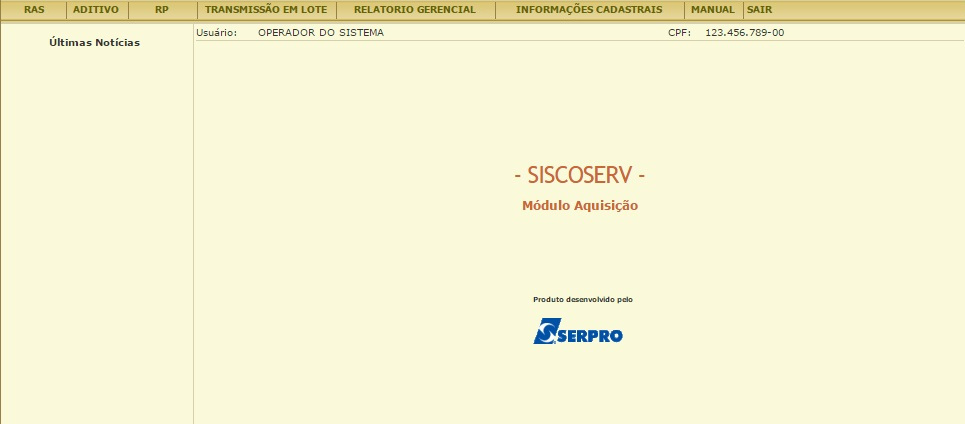 RAS ADITIVO RP TRANSMISSÃO EM LOTE RELATORIO GERENCIAL INFORMAÇÕES CADASTRAIS MANUAL SAIR
Últimas Notícias
Usuário: OPERADOR DO SISTEMA CPF: 123.456.789-00
- SISCOSERV -
Módulo Aquisição
Produto desenvolvido pelo
SERPRO